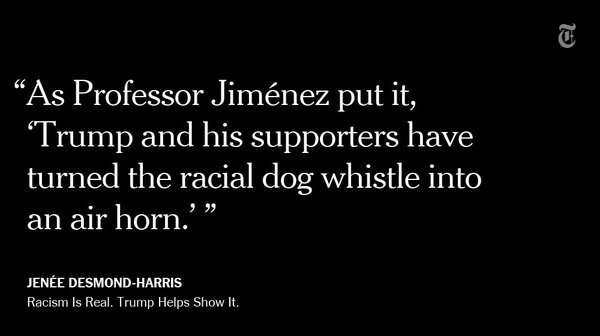 T
“As Professor Jiménez put it,
‘Trump and his supporters have
turned the racial dog whistle into
an air horn.’ ”
JENÉE DESMOND-HARRIS
Racism Is Real. Trump Helps Show It.